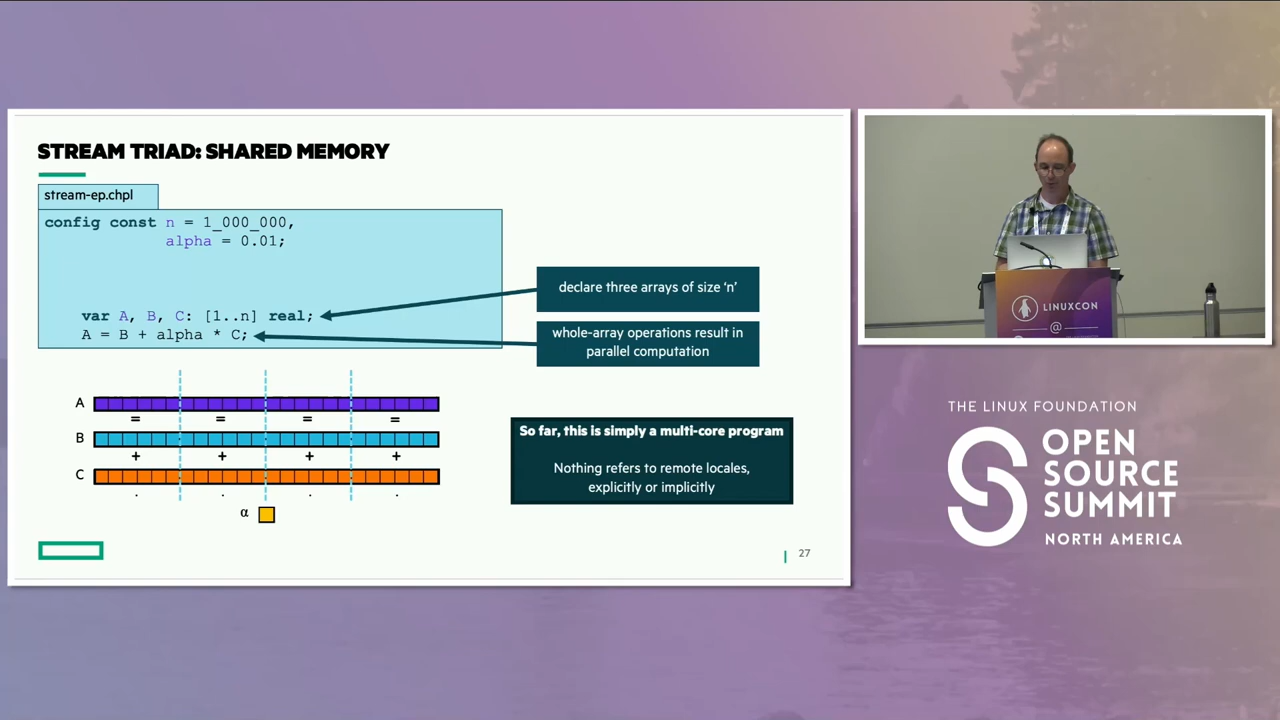 STREAM TRIAD: SHARED MEMORY
stream-ep.chpl
config const n = 1_000_000,
alpha = 0.01;
var A, B, C: [1..n] real;
A = B + alpha * C;
declare three arrays of size ‘n’
whole-array operations result in
parallel computation
A
= = = =
B
+ + + +
C
· · · ·
α
So far, this is simply a multi-core program
Nothing refers to remote locales,
explicitly or implicitly
27
LINUXCON
@
THE LINUX FOUNDATION
OPEN
SOURCE
SUMMIT
NORTH AMERICA